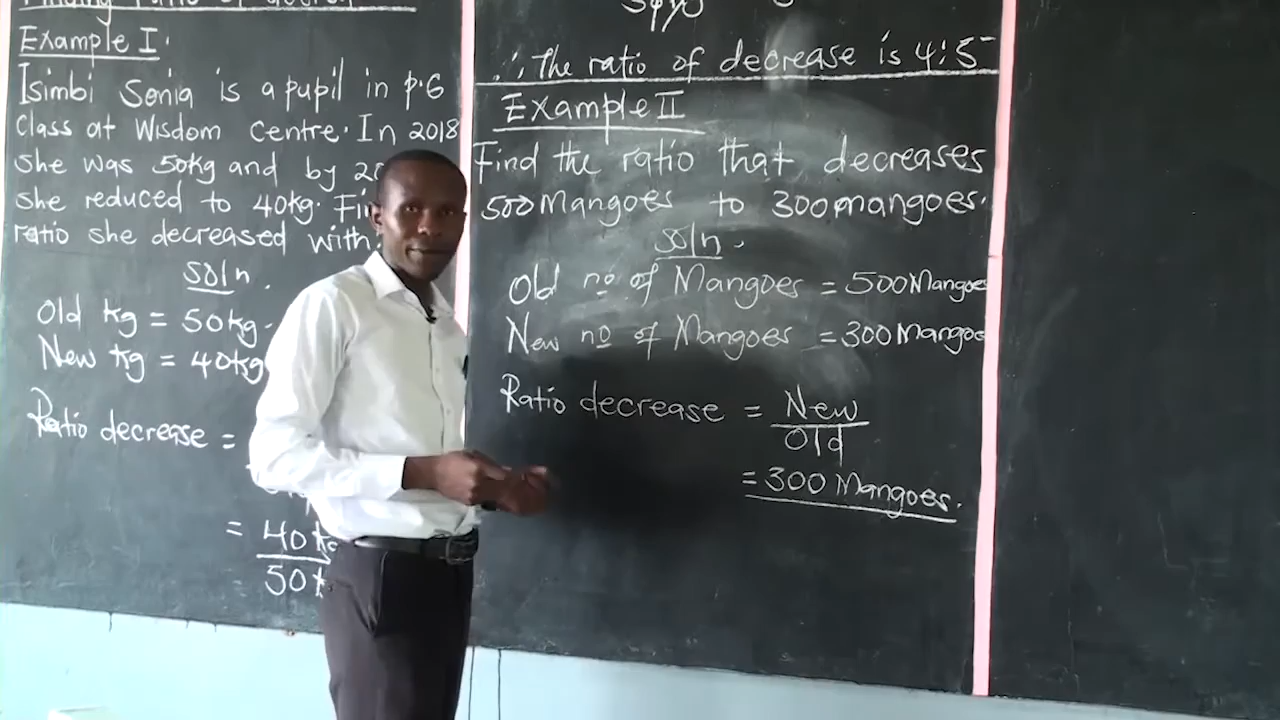 Finding ratio of
Example I.
Isimbi Sonia is a pupil in p.6
Class at Wisdom Centre. In 2018
She was 50kg and by
She reduced to 40kg.
ratio she decreased with.
soln.
Old kg = 50kg.
New kg = 40kg
Ratio decrease =
= 40
50
∴ The ratio of decrease is 4:5
Example II
Find the ratio that decreases
500 Mangoes to 300 mangoes.
soln.
Old no of Mangoes = 500 Mangoes
New no of Mangoes = 300 Mangoes
Ratio decrease = New
Old
= 300 Mangoes.